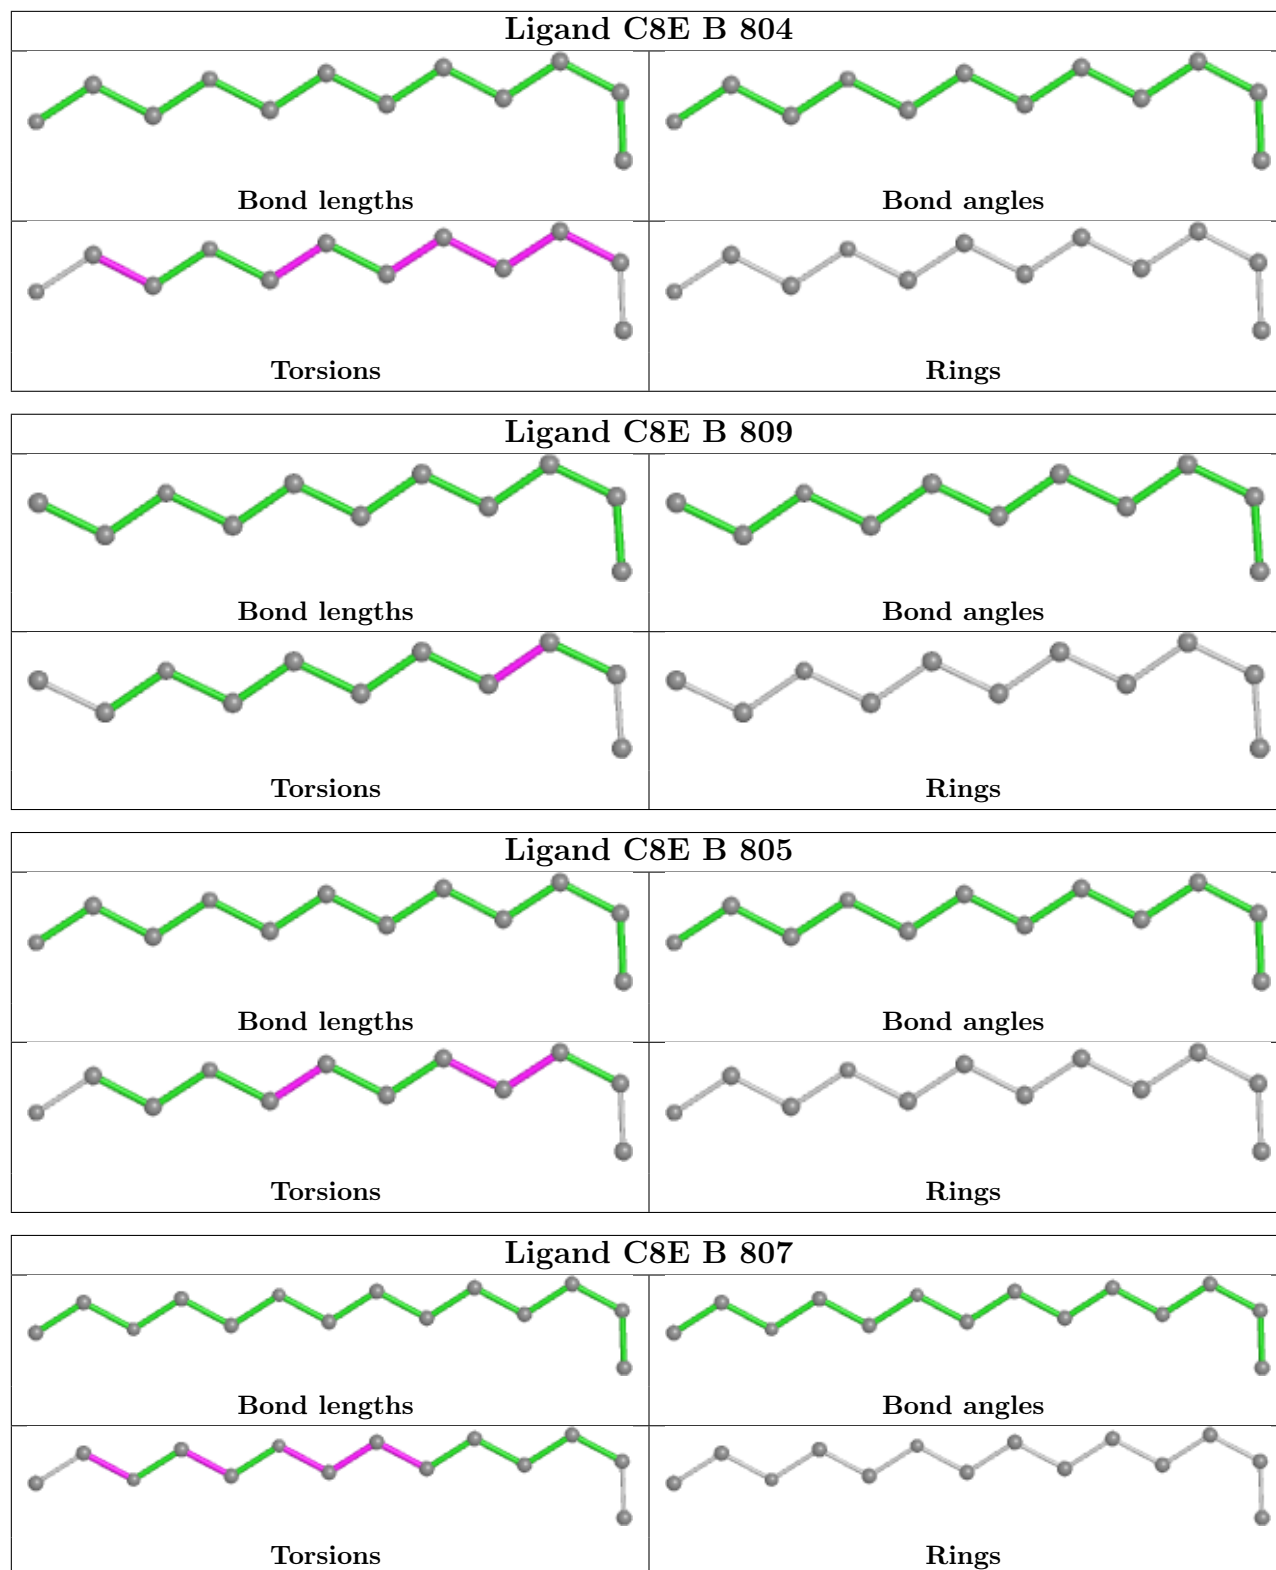 Ligand C8E B 804
Bond lengths
Bond angles
Torsions
Rings
Ligand C8E B 809
Bond lengths
Bond angles
Torsions
Rings
Ligand C8E B 805
Bond lengths
Bond angles
Torsions
Rings
Ligand C8E B 807
Bond lengths
Bond angles
Torsions
Rings